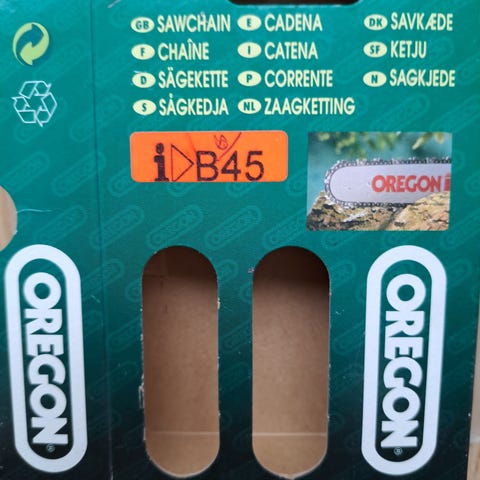 GB SAWCHAIN E CADENA DK SAVKÆDE
F CHAÎNE I CATENA SF KETJU
D SÄGEKETTE P CORRENTE N SAGKJEDE
S SÅGKEDJA NL ZAAGKETTING
i▷B45
OREGON
OREGON®
OREGON®